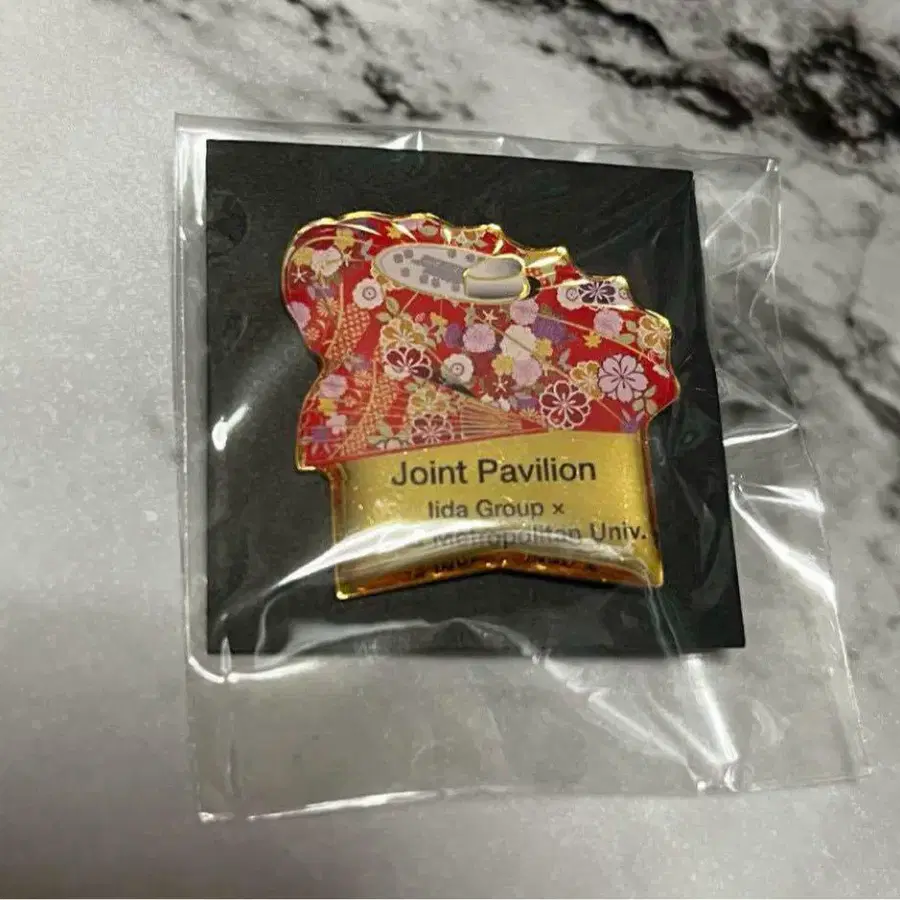 Joint Pavilion
Iida Group ×
Metropolitan Univ.